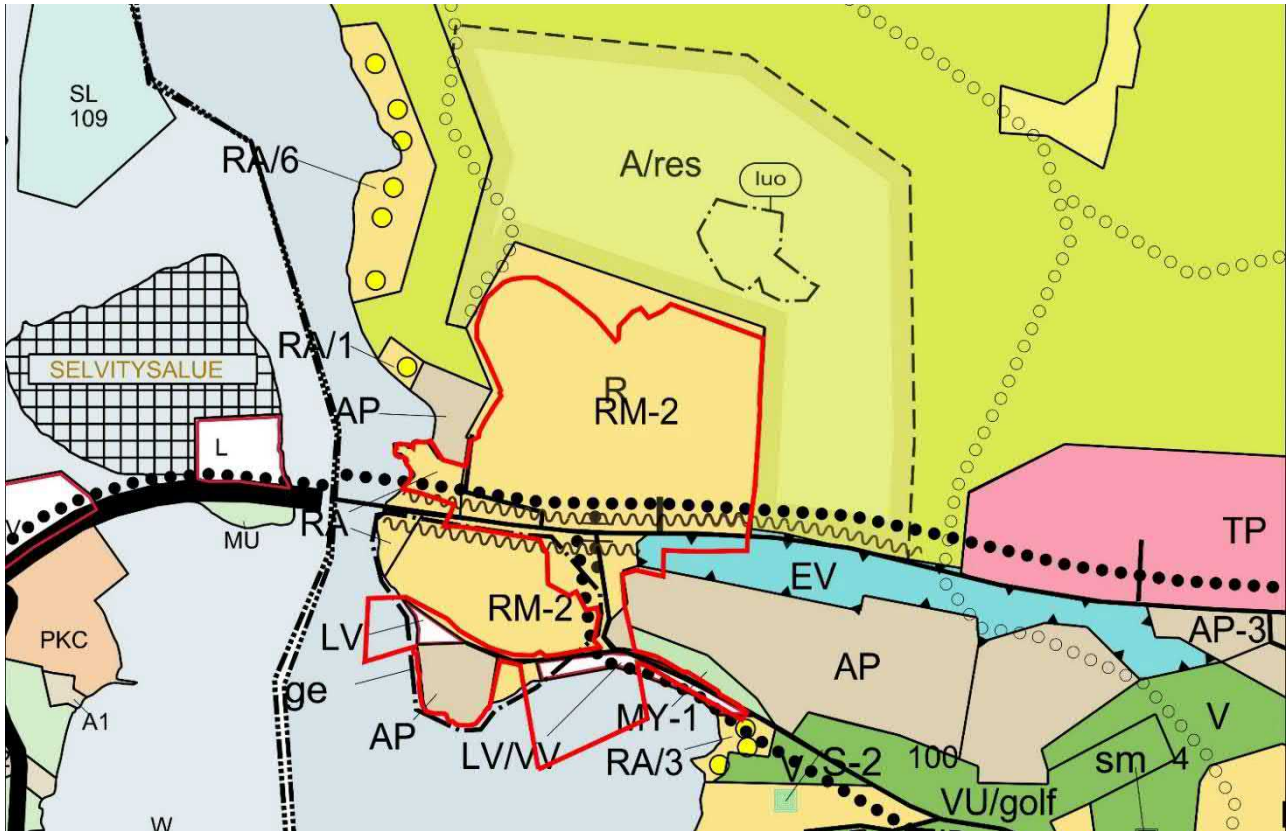 SL
109
RA/6
A/res
luo
RA/1
SELVITYSALUE
AP
R
RM-2
L
V
RA
MU
TP
EV
RM-2
AP-3
PKC
LV
AP
ge
A1
MY-1
V
AP
LV/VV
RA/3
V/S-2
100
sm 4
VU/golf
W